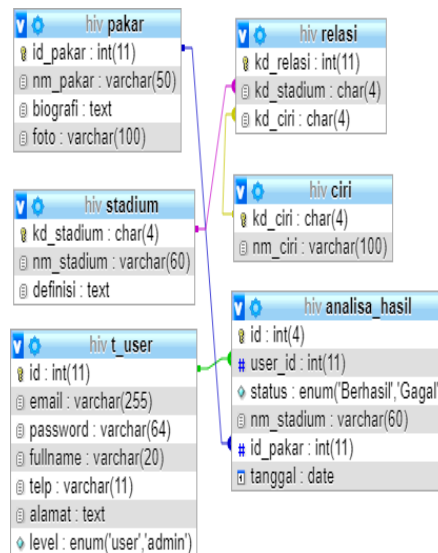 hiv pakar
id_pakar : int(11)
nm_pakar : varchar(50)
biografi : text
foto : varchar(100)
hiv relasi
kd_relasi : int(11)
kd_stadium : char(4)
kd_ciri : char(4)
hiv stadium
kd_stadium : char(4)
nm_stadium : varchar(60)
definisi : text
hiv ciri
kd_ciri : char(4)
nm_ciri : varchar(100)
hiv t_user
id : int(11)
email : varchar(255)
password : varchar(64)
fullname : varchar(20)
telp : varchar(11)
alamat : text
level : enum('user','admin')
hiv analisa_hasil
id : int(4)
user_id : int(11)
status : enum('Berhasil','Gagal'
nm_stadium : varchar(60)
id_pakar : int(11)
tanggal : date